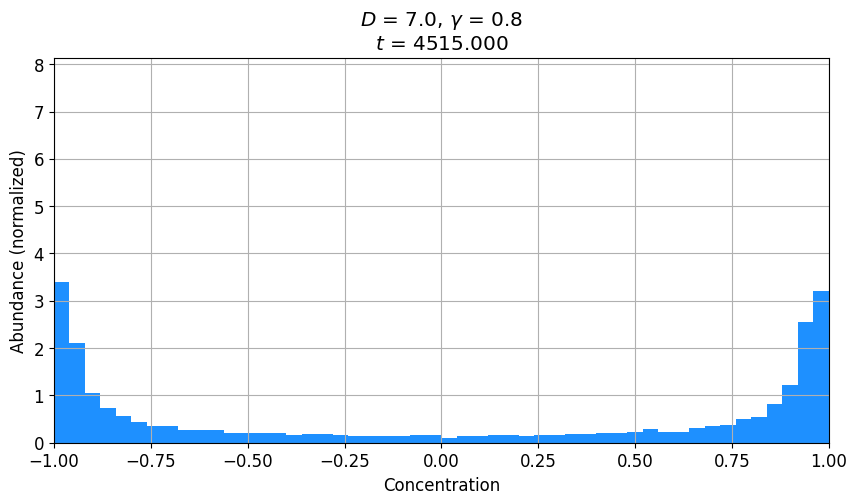 D = 7.0, γ = 0.8
t = 4515.000
Abundance (normalized)
8
7
6
5
4
3
2
1
0
−1.00 −0.75 −0.50 −0.25 0.00 0.25 0.50 0.75 1.00
Concentration